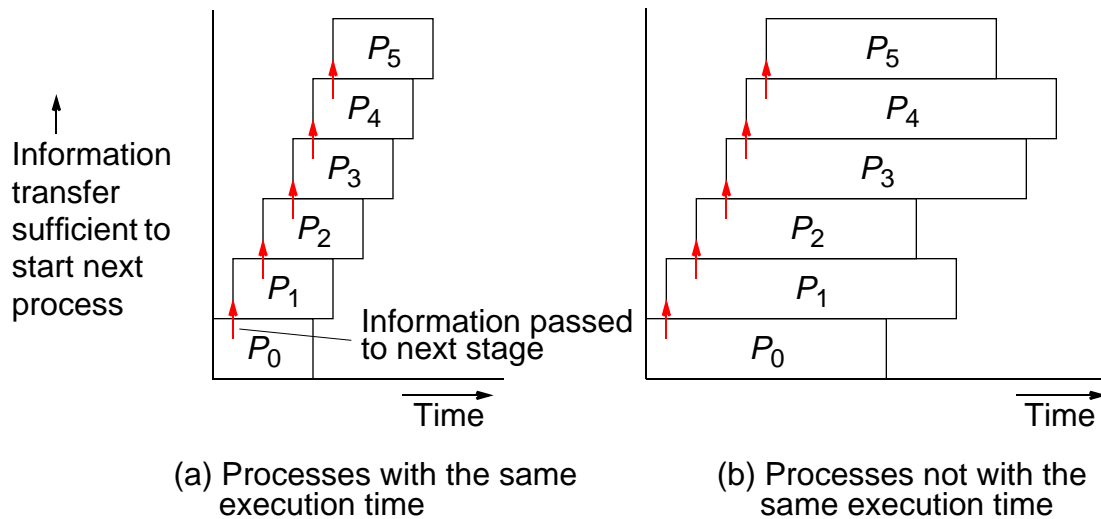 P5
P4
P3
P2
P1
P0
Information
transfer
sufficient to
start next
process
Information passed
to next stage
Time
(a) Processes with the same
execution time
P5
P4
P3
P2
P1
P0
Time
(b) Processes not with the
same execution time